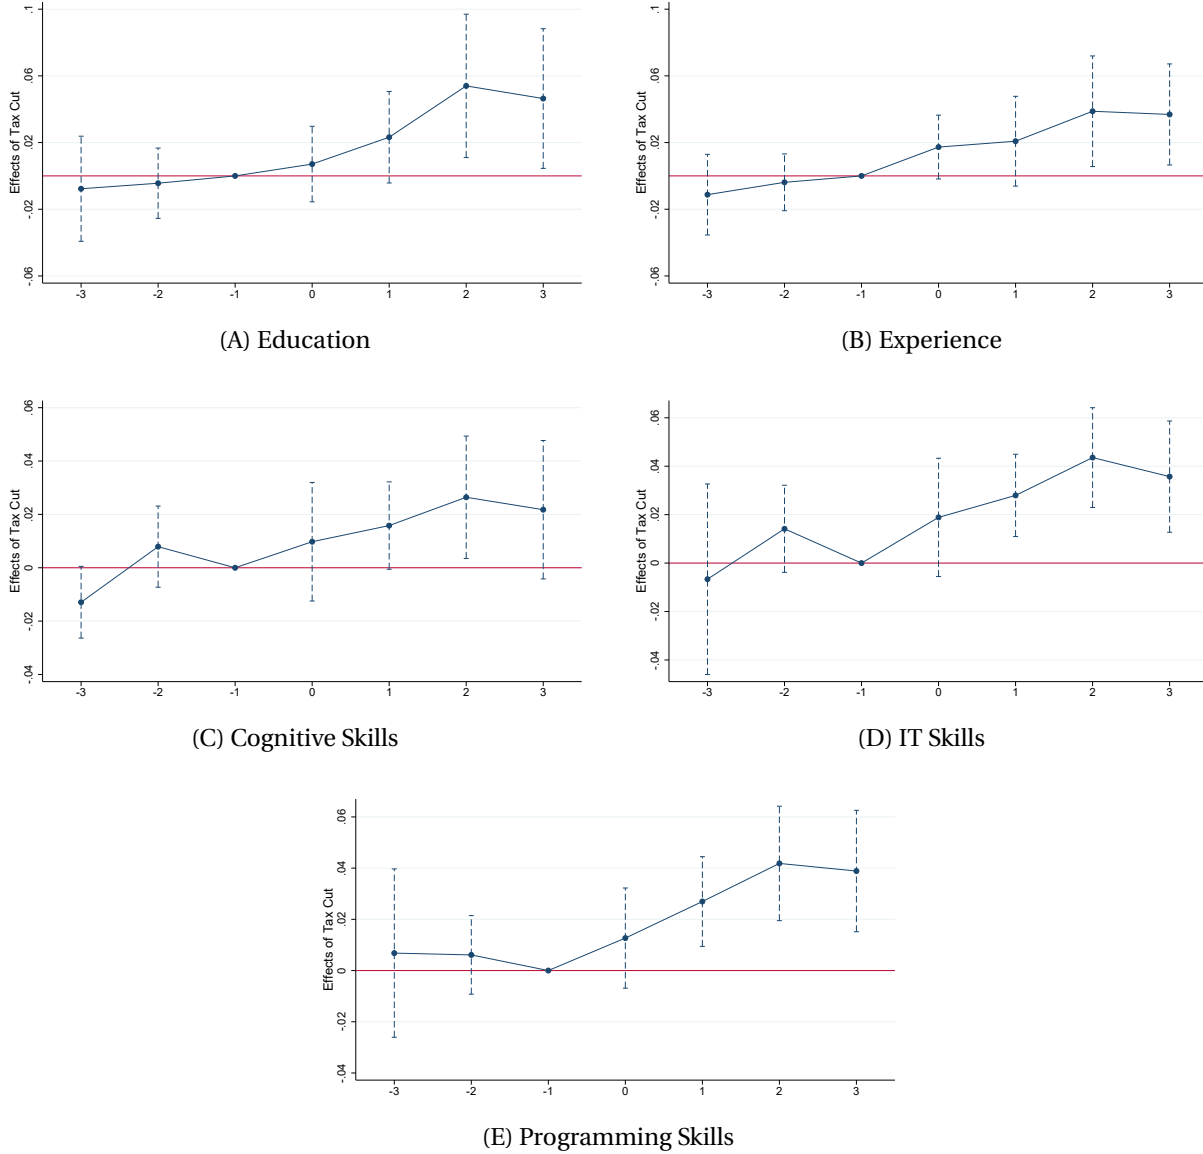 Effects of Tax Cut
.1
.06
.02
-.02
-.06
-3 -2 -1 0 1 2 3
(A) Education
Effects of Tax Cut
.1
.06
.02
-.02
-.06
-3 -2 -1 0 1 2 3
(B) Experience
Effects of Tax Cut
.06
.04
.02
0
-.02
-.04
-3 -2 -1 0 1 2 3
(C) Cognitive Skills
Effects of Tax Cut
.06
.04
.02
0
-.02
-.04
-3 -2 -1 0 1 2 3
(D) IT Skills
Effects of Tax Cut
.06
.04
.02
0
-.02
-.04
-3 -2 -1 0 1 2 3
(E) Programming Skills